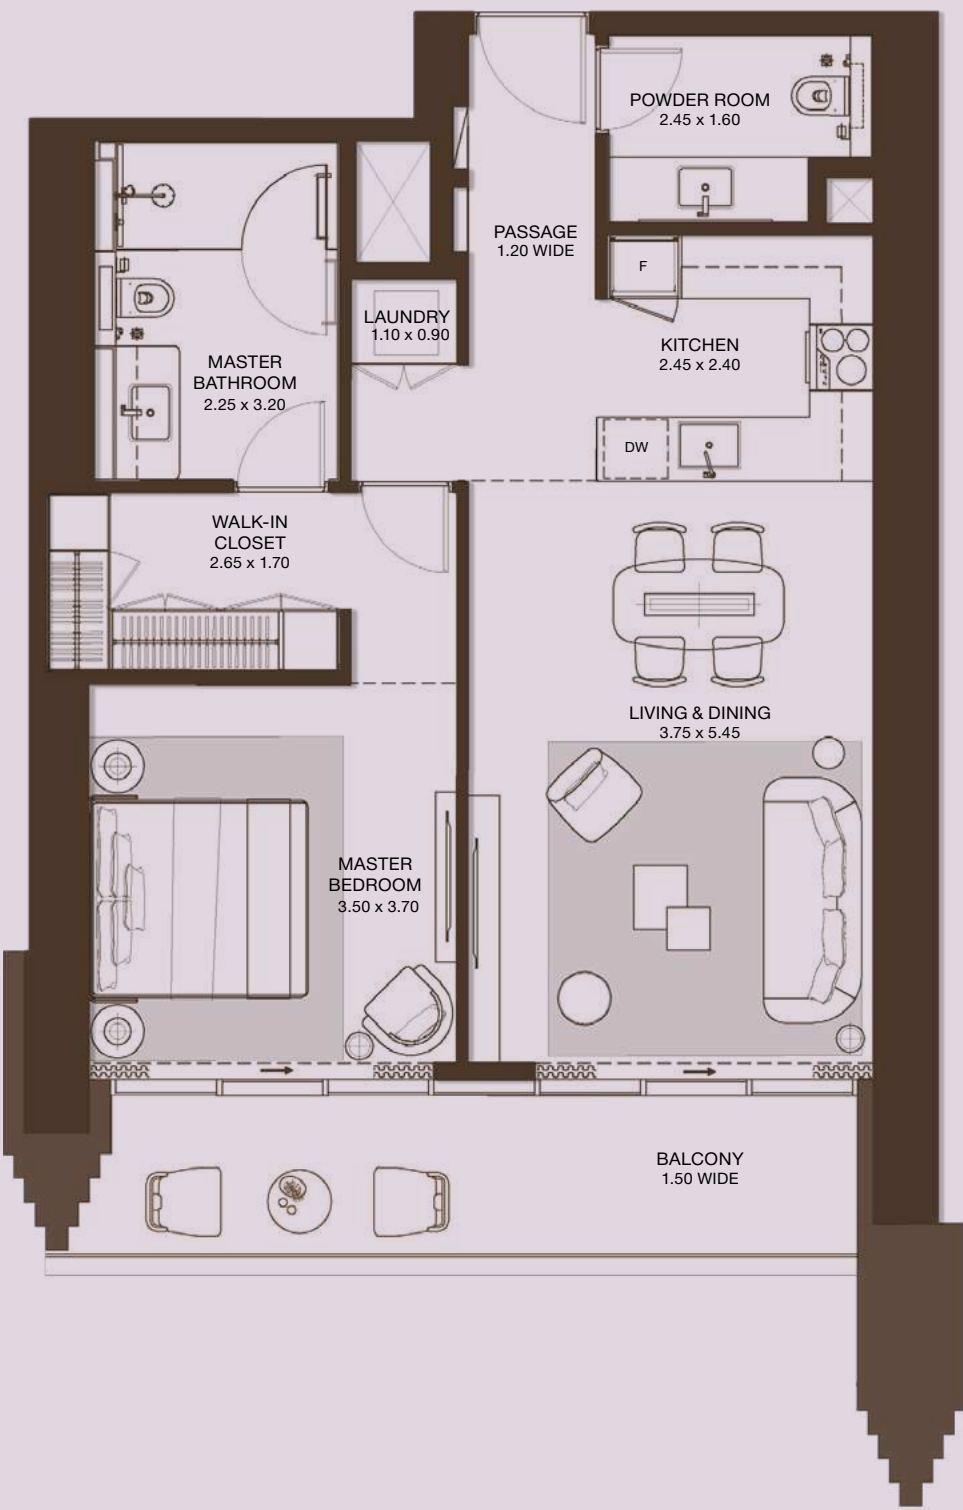 POWDER ROOM
2.45 x 1.60
PASSAGE
1.20 WIDE
F
LAUNDRY
1.10 x 0.90
KITCHEN
2.45 x 2.40
MASTER
BATHROOM
2.25 x 3.20
DW
WALK-IN
CLOSET
2.65 x 1.70
LIVING & DINING
3.75 x 5.45
MASTER
BEDROOM
3.50 x 3.70
BALCONY
1.50 WIDE